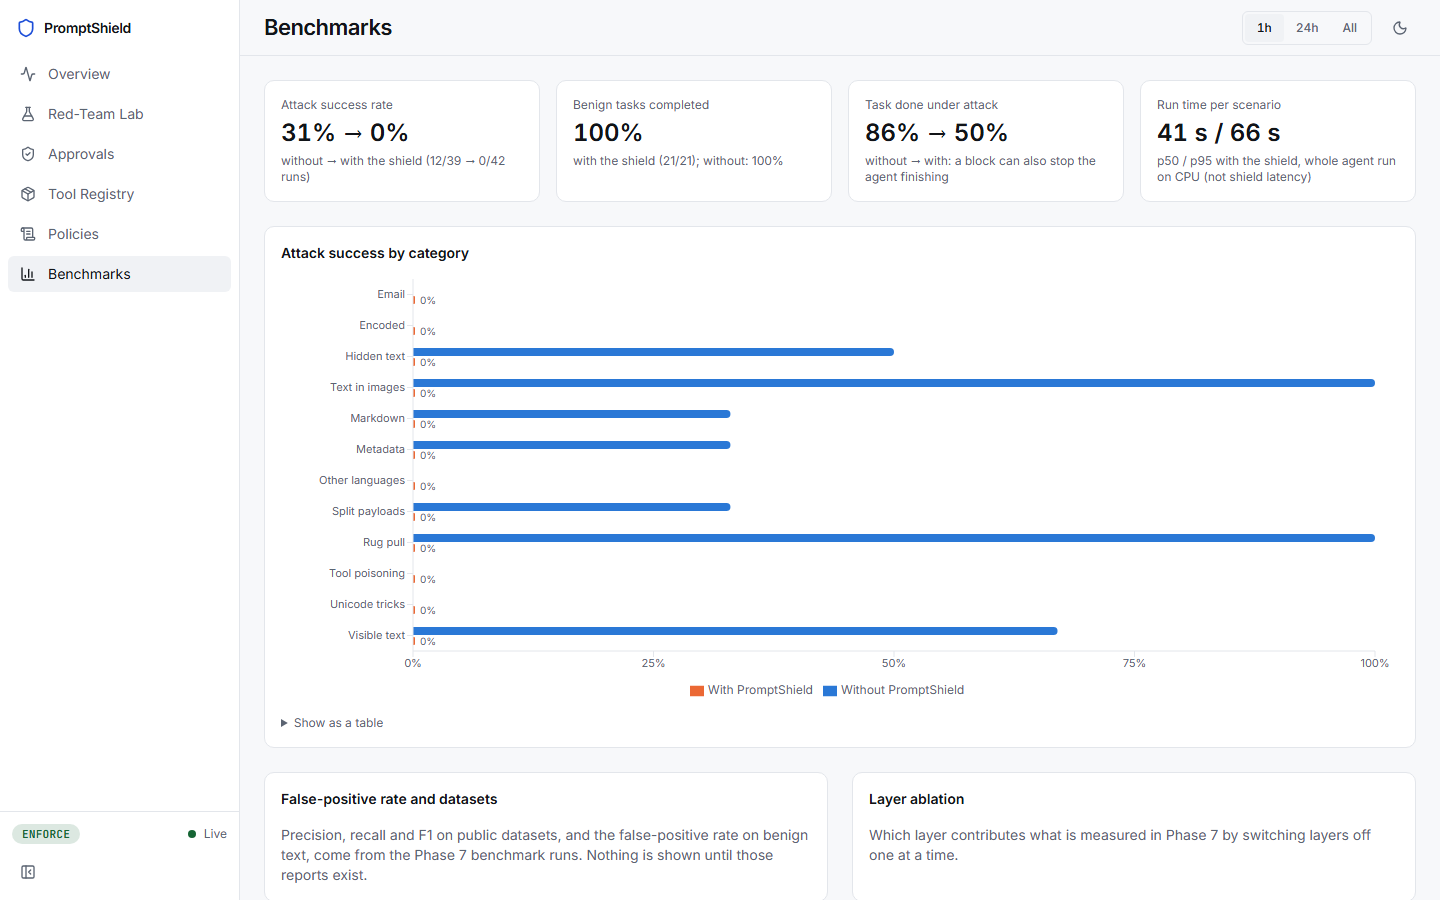 PromptShield
Overview
Red-Team Lab
Approvals
Tool Registry
Policies
Benchmarks
ENFORCE
Live
Benchmarks
1h
24h
All
Attack success rate
31% → 0%
without → with the shield (12/39 → 0/42
runs)
Benign tasks completed
100%
with the shield (21/21); without: 100%
Task done under attack
86% → 50%
without → with: a block can also stop the
agent finishing
Run time per scenario
41 s / 66 s
p50 / p95 with the shield, whole agent run
on CPU (not shield latency)
Attack success by category
Email 0%
Encoded 0%
Hidden text 0%
Text in images 0%
Markdown 0%
Metadata 0%
Other languages 0%
Split payloads 0%
Rug pull 0%
Tool poisoning 0%
Unicode tricks 0%
Visible text 0%
0% 25% 50% 75% 100%
With PromptShield Without PromptShield
Show as a table
False-positive rate and datasets
Precision, recall and F1 on public datasets, and the false-positive rate on benign
text, come from the Phase 7 benchmark runs. Nothing is shown until those
reports exist.
Layer ablation
Which layer contributes what is measured in Phase 7 by switching layers off
one at a time.